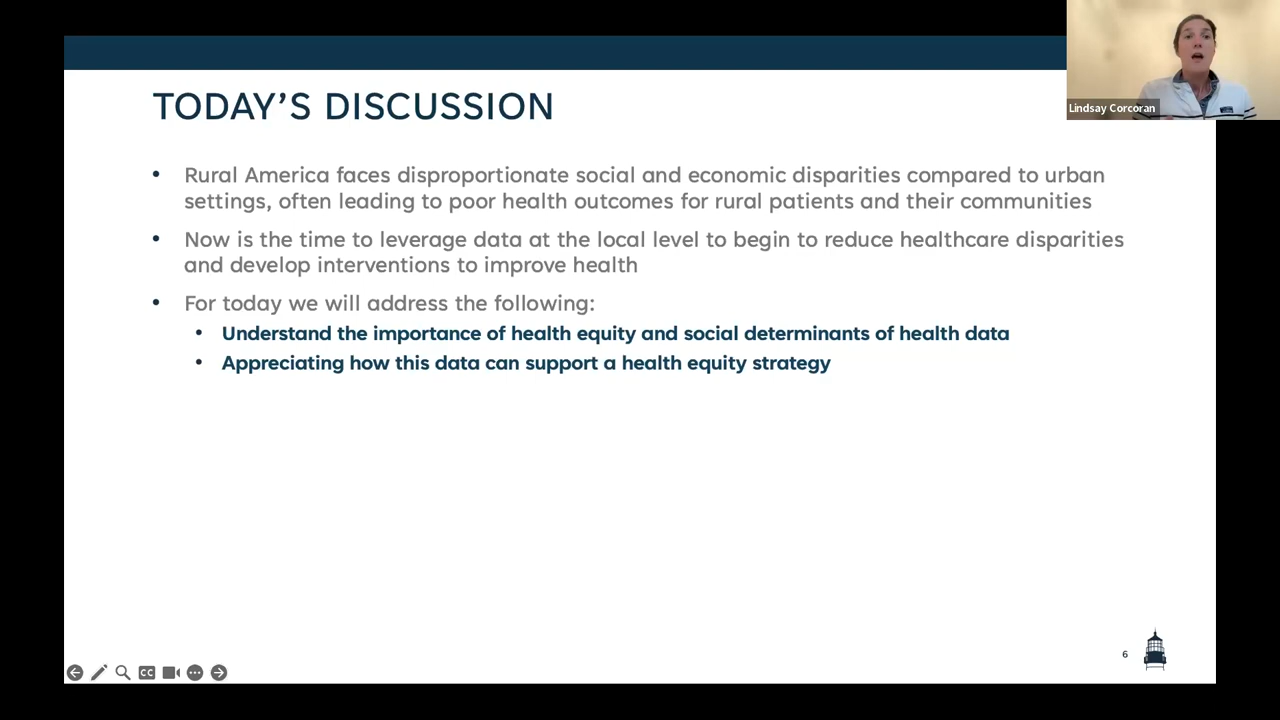 Lindsay Corcoran
TODAY'S DISCUSSION
• Rural America faces disproportionate social and economic disparities compared to urban
settings, often leading to poor health outcomes for rural patients and their communities
• Now is the time to leverage data at the local level to begin to reduce healthcare disparities
and develop interventions to improve health
• For today we will address the following:
• Understand the importance of health equity and social determinants of health data
• Appreciating how this data can support a health equity strategy
6
CC